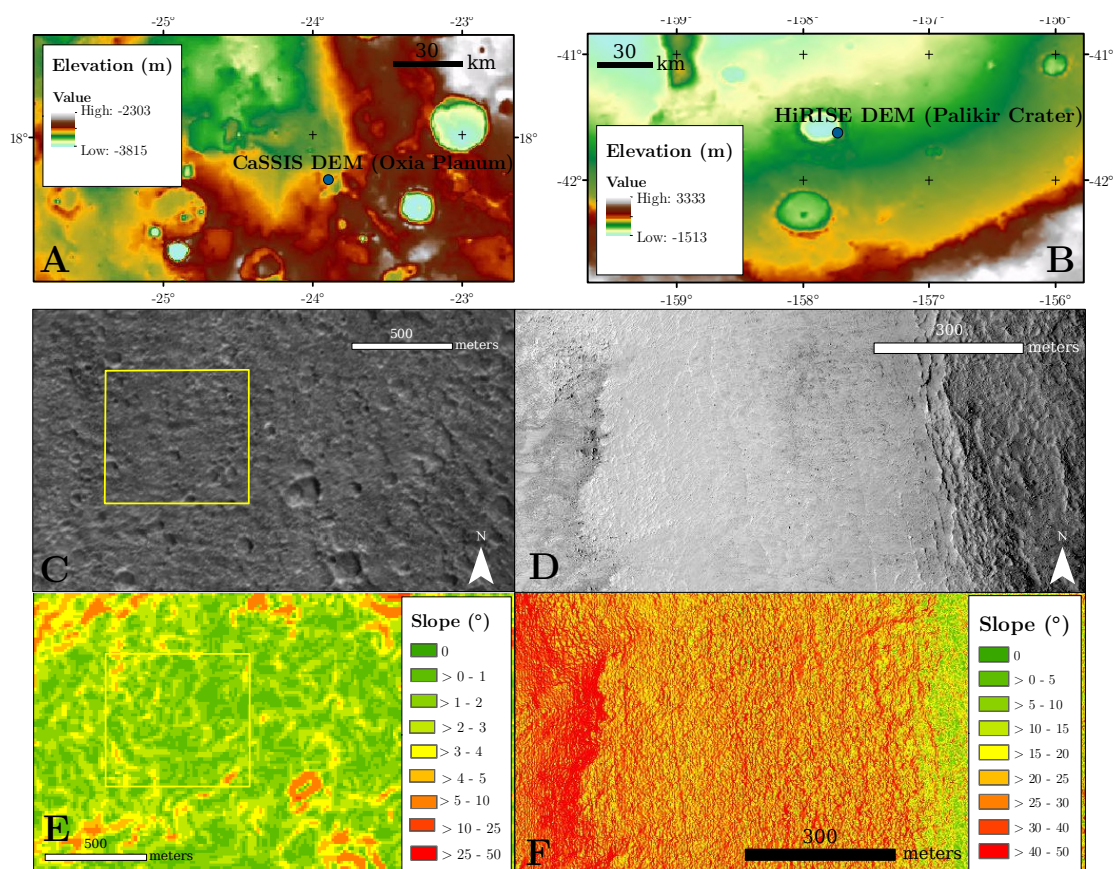 -25°
-24°
-23°
-159°
-158°
-157°
-156°
Elevation (m)
Value
High: -2303
Low: -3815
30
km
18°
18°
CaSSIS DEM (Oxia Planum)
A
-25°
-24°
-23°
-41°
-41°
30
km
HiRISE DEM (Palikir Crater)
Elevation (m)
Value
High: 3333
Low: -1513
-42°
-42°
B
-159°
-158°
-157°
-156°
500
meters
N
C
300
meters
N
D
Slope (°)
0
> 0 - 1
> 1 - 2
> 2 - 3
> 3 - 4
> 4 - 5
> 5 - 10
> 10 - 25
> 25 - 50
E
500
meters
Slope (°)
0
> 0 - 5
> 5 - 10
> 10 - 15
> 15 - 20
> 20 - 25
> 25 - 30
> 30 - 40
> 40 - 50
F
300
meters